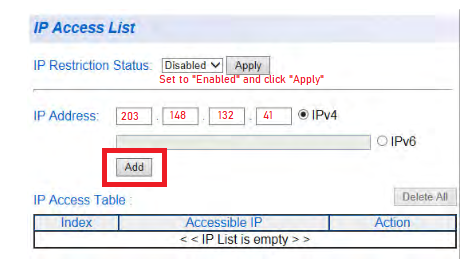 IP Access List
IP Restriction Status: Disabled Apply
Set to "Enabled" and click "Apply"
IP Address: 203 . 148 . 132 . 41 IPv4
IPv6
Add
IP Access Table : Delete All
Index Accessible IP Action
< < IP List is empty > >